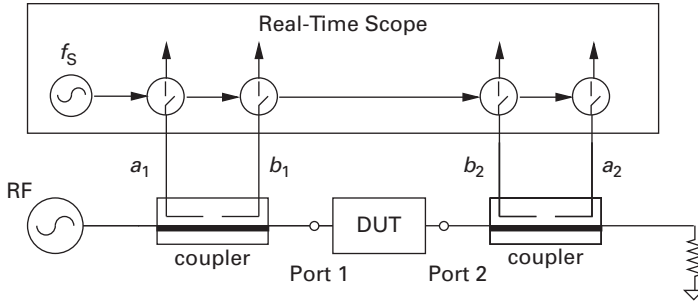 Real-Time Scope
fS
a1 b1 b2 a2
RF
DUT
coupler coupler
Port 1 Port 2